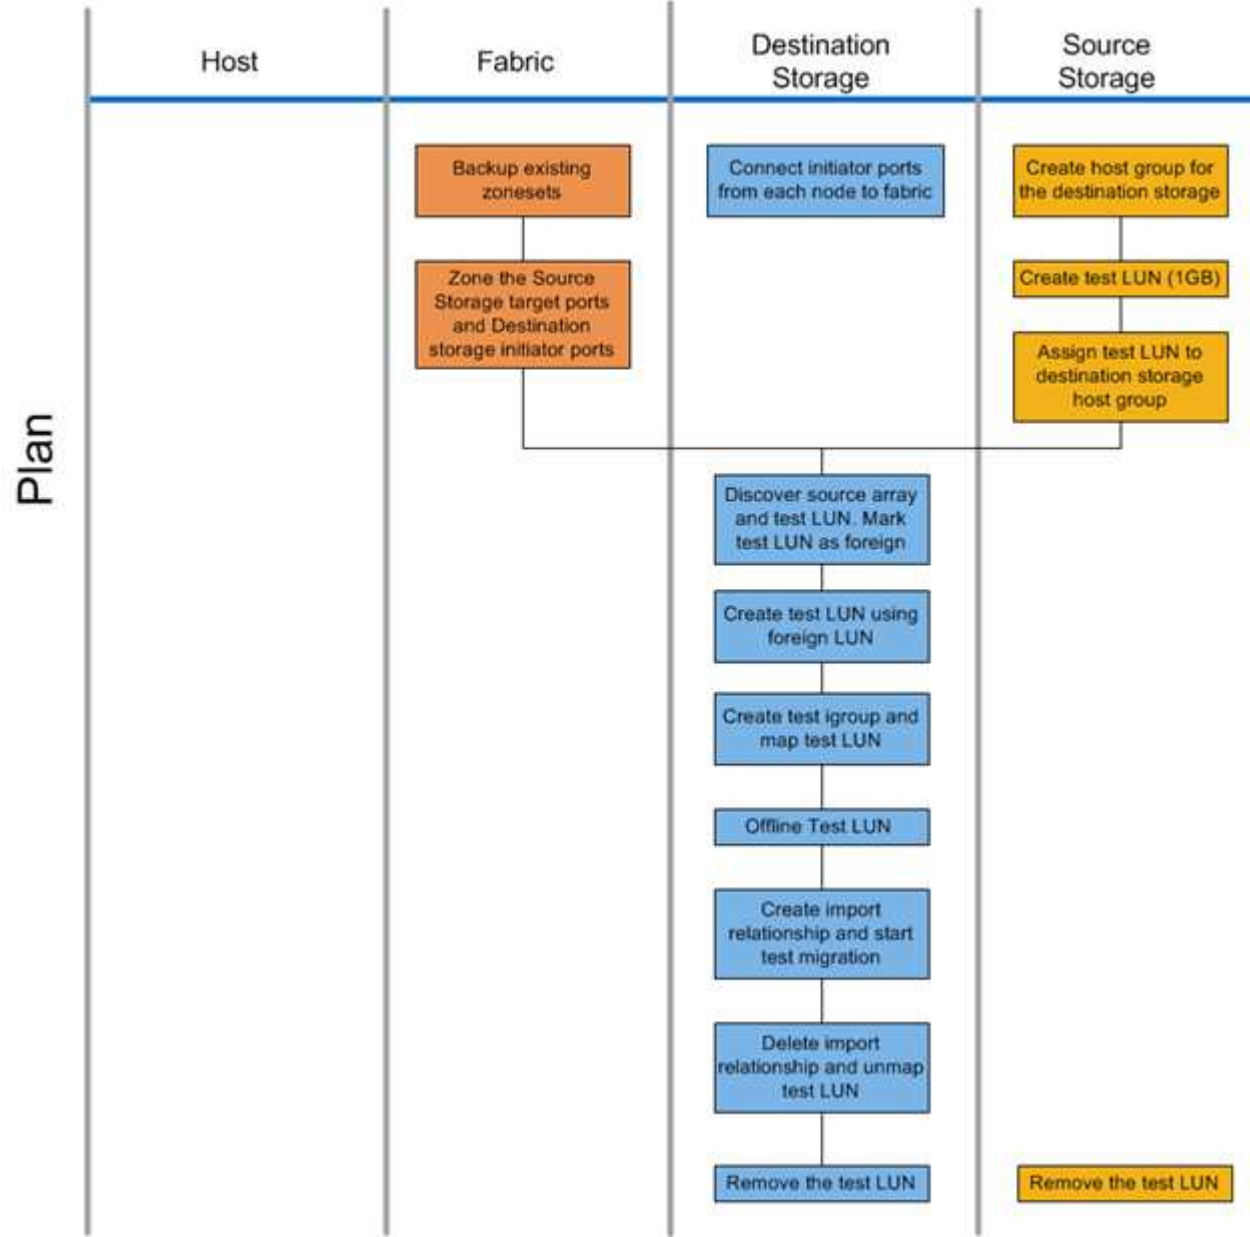 Host
Fabric
Destination
Storage
Source
Storage
Plan
Backup existing
zonesets
Connect initiator ports
from each node to fabric
Create host group for
the destination storage
Zone the Source
Storage target ports
and Destination
storage initiator ports
Create test LUN (1GB)
Assign test LUN to
destination storage
host group
Discover source array
and test LUN. Mark
test LUN as foreign
Create test LUN using
foreign LUN
Create test igroup and
map test LUN
Offline Test LUN
Create import
relationship and start
test migration
Delete import
relationship and unmap
test LUN
Remove the test LUN
Remove the test LUN